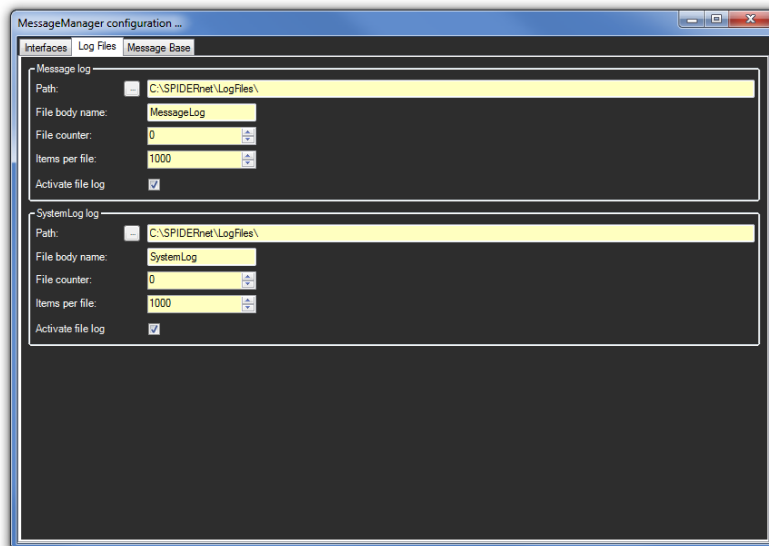 MessageManager configuration ...
Interfaces Log Files Message Base
Message log
Path: ... C:\SPIDERnet\LogFiles\
File body name: MessageLog
File counter: 0
Items per file: 1000
Activate file log
SystemLog log
Path: ... C:\SPIDERnet\LogFiles\
File body name: SystemLog
File counter: 0
Items per file: 1000
Activate file log